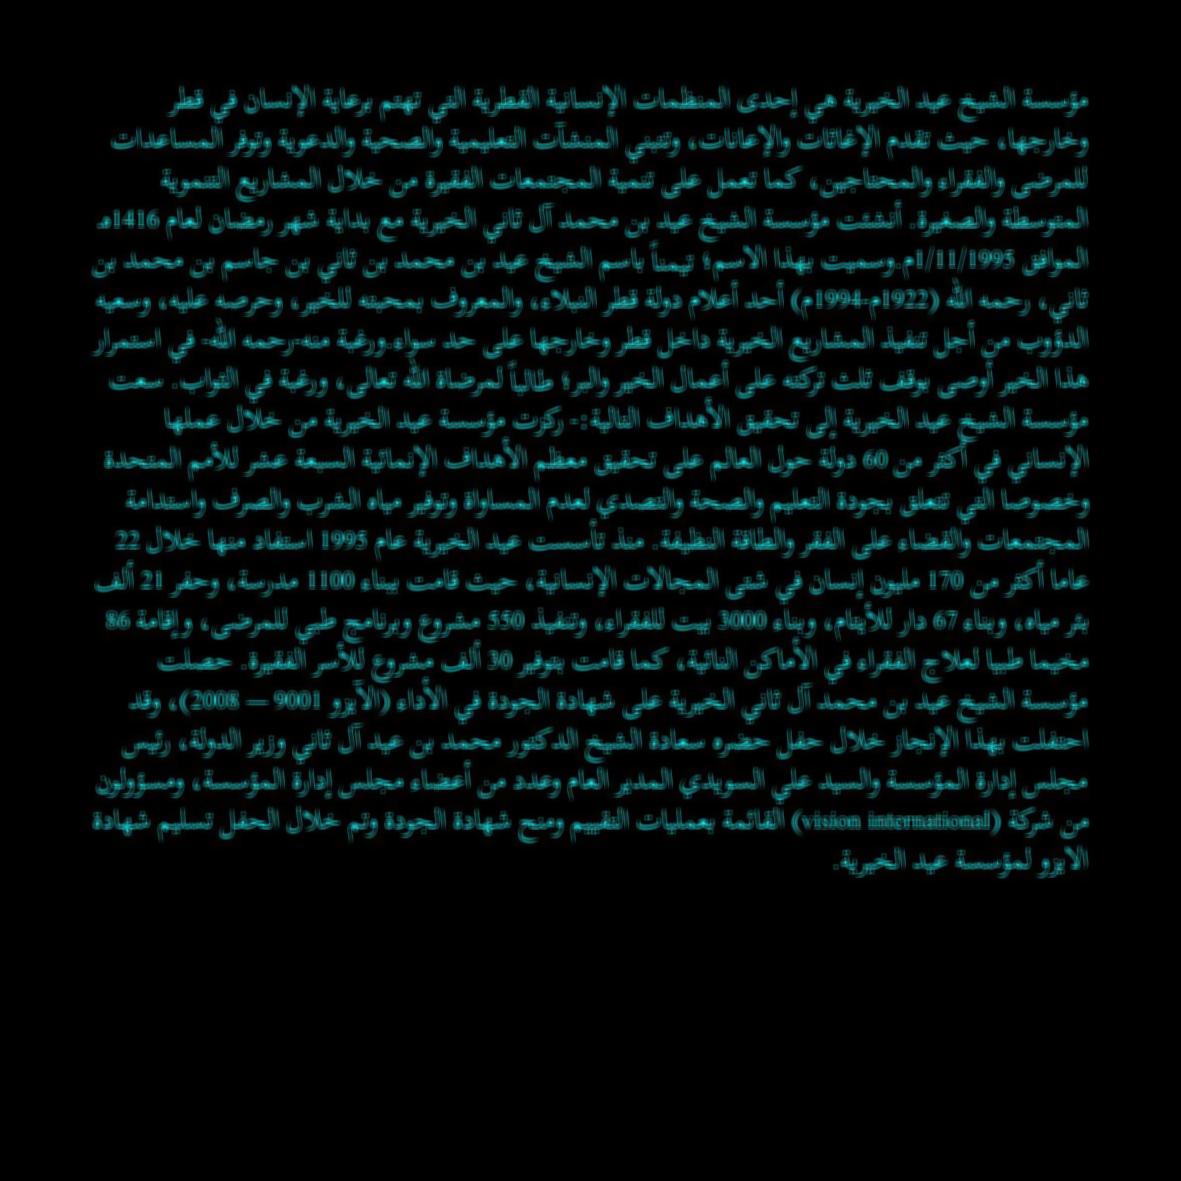 مؤسسة الشيخ عيد الخيرية هي إحدى المنظمات الإنسانية القطرية التي تهتم برعاية الإنسان في قطر
وخارجها، حيث تقدم الإغاثات والإعانات، وتبني المنشآت التعليمية والصحية والدعوية وتوفر المساعدات
للمرضى والفقراء والمحتاجين، كما تعمل على تنمية المجتمعات الفقيرة من خلال المشاريع التنموية
المتوسطة والصغيرة. أنشئت مؤسسة الشيخ عيد بن محمد آل ثاني الخيرية مع بداية شهر رمضان لعام 1416هـ
الموافق 1/11/1995م.وسميت بهذا الاسم؛ تيمناً باسم الشيخ عيد بن محمد بن ثاني بن جاسم بن محمد بن
ثاني، رحمه الله (1922م-1994م) أحد أعلام دولة قطر النبلاء، والمعروف بمحبته للخير، وحرصه عليه، وسعيه
الدؤوب من أجل تنفيذ المشاريع الخيرية داخل قطر وخارجها على حد سواء.ورغبة منه-رحمه الله- في استمرار
هذا الخير أوصى بوقف ثلث تركته على أعمال الخير والبر؛ طالباً لمرضاة الله تعالى، ورغبة في الثواب. سعت
مؤسسة الشيخ عيد الخيرية إلى تحقيق الأهداف التالية:- ركزت مؤسسة عيد الخيرية من خلال عملها
الإنساني في أكثر من 60 دولة حول العالم على تحقيق معظم الأهداف الإنمائية السبعة عشر للأمم المتحدة
وخصوصا التي تتعلق بجودة التعليم والصحة والتصدي لعدم المساواة وتوفير مياه الشرب والصرف واستدامة
المجتمعات والقضاء على الفقر والطاقة النظيفة. منذ تأسست عيد الخيرية عام 1995 استفاد منها خلال 22
عاما أكثر من 170 مليون إنسان في شتى المجالات الإنسانية، حيث قامت ببناء 1100 مدرسة، وحفر 21 ألف
بئر مياه، وبناء 67 دار للأيتام، وبناء 3000 بيت للفقراء، وتنفيذ 550 مشروع وبرنامج طبي للمرضى، وإقامة 86
مخيما طبيا لعلاج الفقراء في الأماكن النائية، كما قامت بتوفير 30 ألف مشروع للأسر الفقيرة. حصلت
مؤسسة الشيخ عيد بن محمد آل ثاني الخيرية على شهادة الجودة في الأداء (الأيزو 9001 – 2008)، وقد
احتفلت بهذا الإنجاز خلال حفل حضره سعادة الشيخ الدكتور محمد بن عيد آل ثاني وزير الدولة، رئيس
مجلس إدارة المؤسسة والسيد علي السويدي المدير العام وعدد من أعضاء مجلس إدارة المؤسسة، ومسؤولون
من شركة (vision international) القائمة بعمليات التقييم ومنح شهادة الجودة وتم خلال الحفل تسليم شهادة
الايزو لمؤسسة عيد الخيرية.